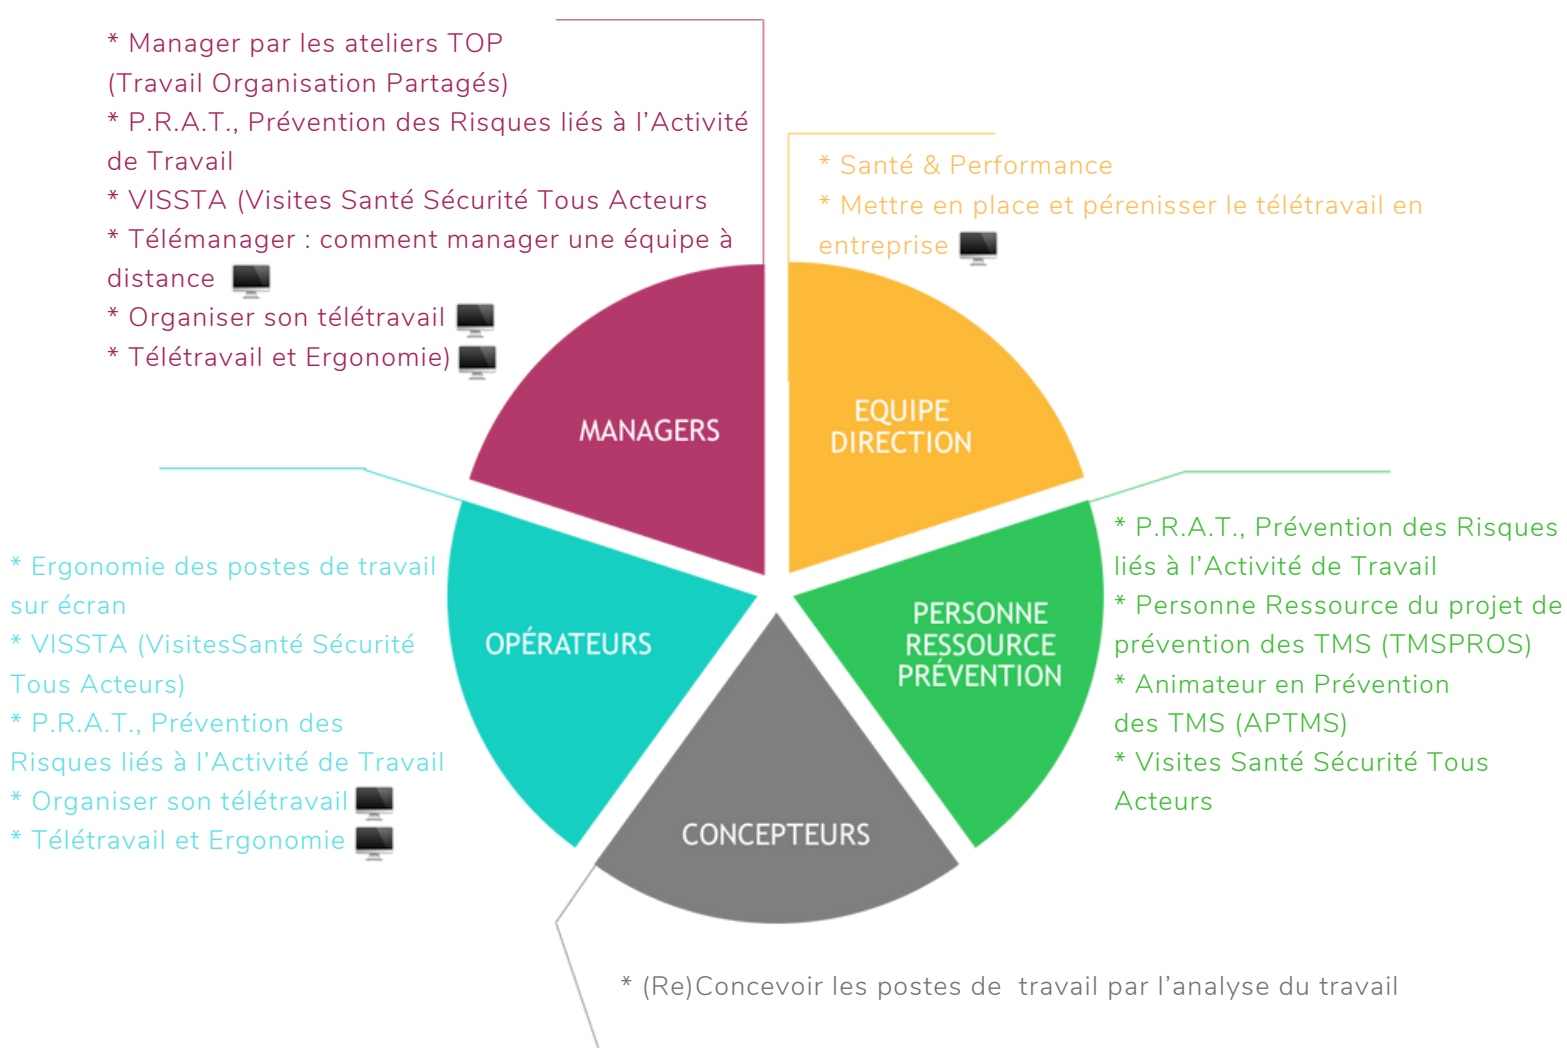 * Manager par les ateliers TOP
(Travail Organisation Partagés)
* P.R.A.T., Prévention des Risques liés à l’Activité
de Travail
* VISSTA (Visites Santé Sécurité Tous Acteurs
* Télémanager : comment manager une équipe à
distance
* Organiser son télétravail
* Télétravail et Ergonomie)
* Santé & Performance
* Mettre en place et pérenisser le télétravail en
entreprise
MANAGERS
EQUIPE
DIRECTION
* Ergonomie des postes de travail
sur écran
* VISSTA (VisitesSanté Sécurité
Tous Acteurs)
* P.R.A.T., Prévention des
Risques liés à l’Activité de Travail
* Organiser son télétravail
* Télétravail et Ergonomie
OPÉRATEURS
PERSONNE
RESSOURCE
PRÉVENTION
* P.R.A.T., Prévention des Risques
liés à l’Activité de Travail
* Personne Ressource du projet de
prévention des TMS (TMSPROS)
* Animateur en Prévention
des TMS (APTMS)
* Visites Santé Sécurité Tous
Acteurs
CONCEPTEURS
* (Re)Concevoir les postes de  travail par l’analyse du travail